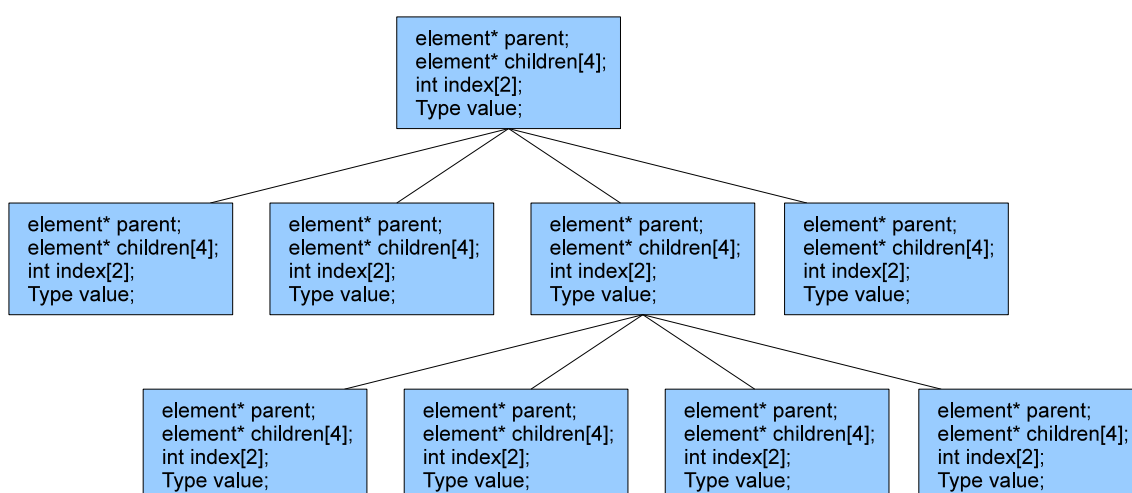 element* parent;
element* children[4];
int index[2];
Type value;
element* parent;
element* children[4];
int index[2];
Type value;
element* parent;
element* children[4];
int index[2];
Type value;
element* parent;
element* children[4];
int index[2];
Type value;
element* parent;
element* children[4];
int index[2];
Type value;
element* parent;
element* children[4];
int index[2];
Type value;
element* parent;
element* children[4];
int index[2];
Type value;
element* parent;
element* children[4];
int index[2];
Type value;
element* parent;
element* children[4];
int index[2];
Type value;